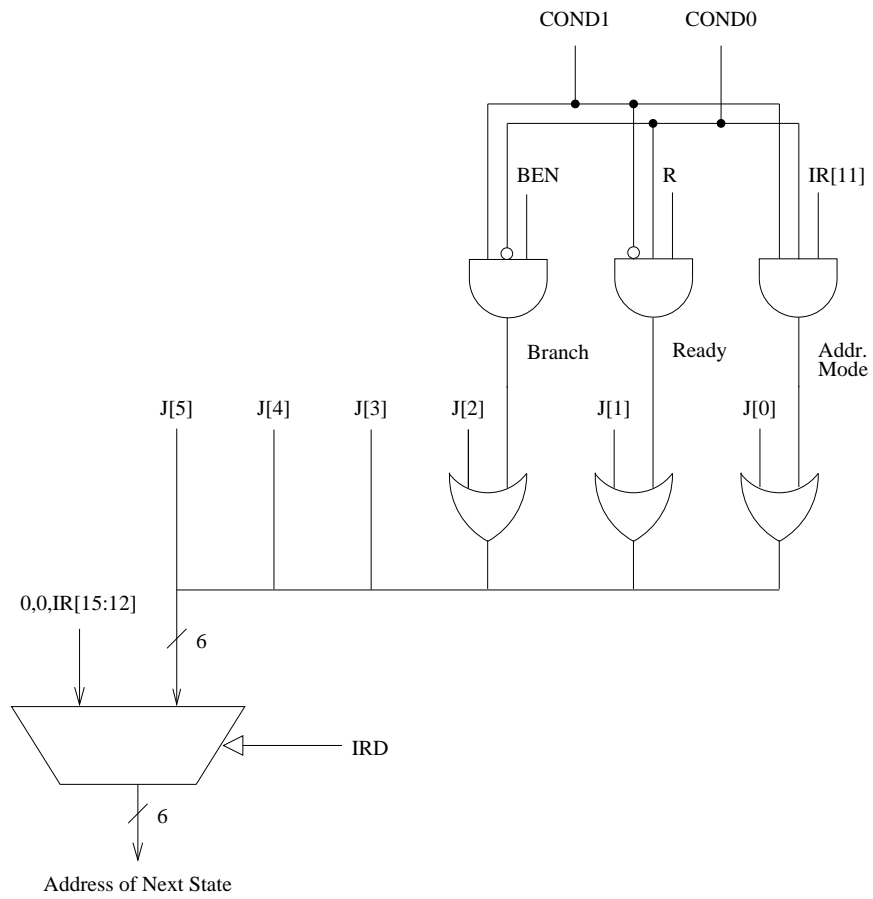 COND1 COND0
BEN R IR[11]
Branch Ready Addr.
Mode
J[5] J[4] J[3] J[2] J[1] J[0]
0,0,IR[15:12]
6
IRD
6
Address of Next State